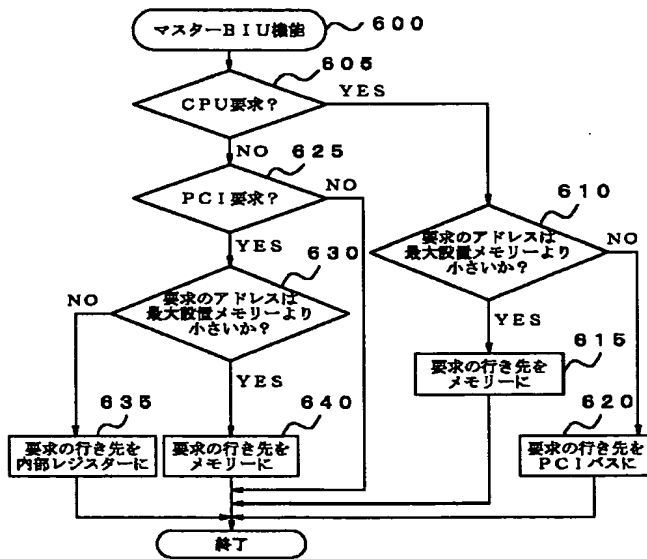 マスターBIU機能
600
605
CPU要求?
YES
NO
625
PCI要求?
NO
610
要求のアドレスは
最大設置メモリーより
小さいか?
NO
YES
630
要求のアドレスは
最大設置メモリーより
小さいか?
NO
YES
615
要求の行き先を
メモリーに
YES
635
640
620
要求の行き先を
内部レジスターに
要求の行き先を
メモリーに
要求の行き先を
PCIバスに
終了